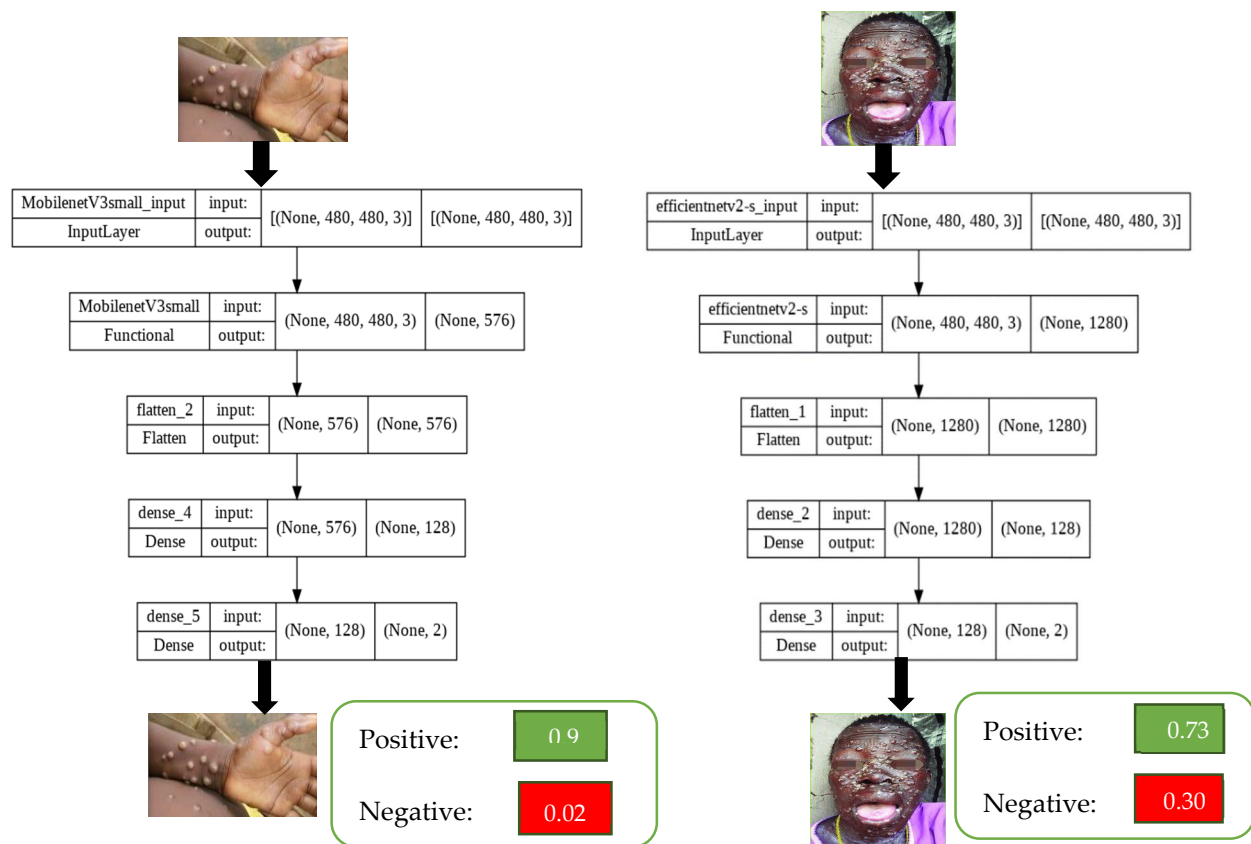 MobilenetV3small_input input: [(None, 480, 480, 3)] [(None, 480, 480, 3)]
InputLayer output:
MobilenetV3small input: (None, 480, 480, 3) (None, 576)
Functional output:
flatten_2 input: (None, 576) (None, 576)
Flatten output:
dense_4 input: (None, 576) (None, 128)
Dense output:
dense_5 input: (None, 128) (None, 2)
Dense output:
Positive: 0.9
Negative: 0.02
efficientnetv2-s_input input: [(None, 480, 480, 3)] [(None, 480, 480, 3)]
InputLayer output:
efficientnetv2-s input: (None, 480, 480, 3) (None, 1280)
Functional output:
flatten_1 input: (None, 1280) (None, 1280)
Flatten output:
dense_2 input: (None, 1280) (None, 128)
Dense output:
dense_3 input: (None, 128) (None, 2)
Dense output:
Positive: 0.73
Negative: 0.30